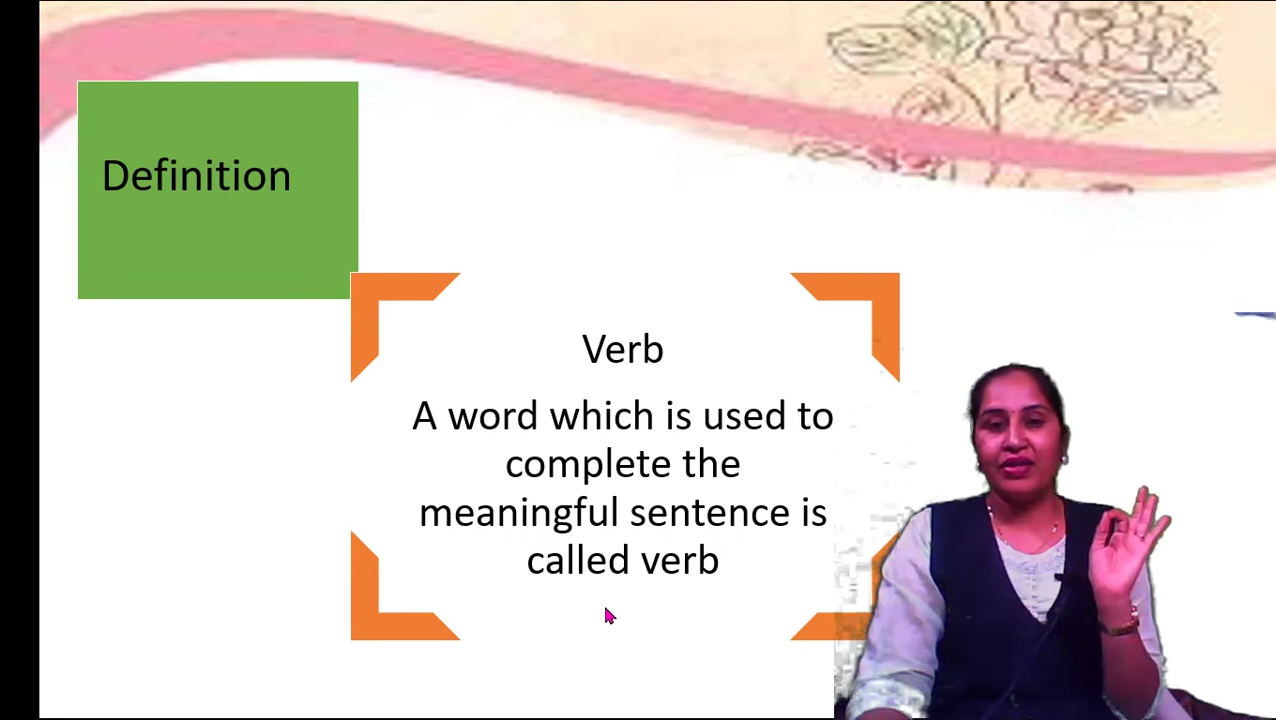 Definition
Verb
A word which is used to
complete the
meaningful sentence is
called verb